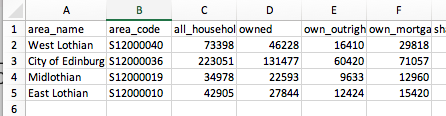 A B C D E F
1 area_name area_code all_househol owned own_outrigh own_mortga sh
2 West Lothian S12000040 73398 46228 16410 29818
3 City of Edinburg S12000036 223051 131477 60420 71057
4 Midlothian S12000019 34978 22593 9633 12960
5 East Lothian S12000010 42905 27844 12424 15420
6